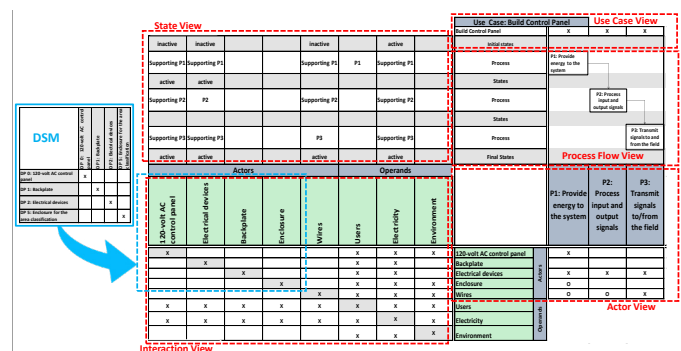 State View
Use Case: Build Control Panel
Use Case View
Build Control Panel X X X
inactive inactive inactive active Initial states
Supporting P1 Supporting P1 Supporting P1 P1 Supporting P1 Process
P1: Provide
energy to the
system
active active States
Supporting P2 P2 Supporting P2 Supporting P2 Process
P2: Process
input and
output signals
States
Supporting P3 Supporting P3 P3 Supporting P3 Process
P3: Transmit
signals to and
from the field
active active active active Final States
Process Flow View
DSM
DP 0: 120-volt AC control
panel
DP 1: Backplate
DP2: Electrical devices
DP 5: Enclosure for the area
classification
DP 0: 120-volt AC control
panel
X
DP 1: Backplate X
DP 2: Electrical devices X
DP 5: Enclosure for the
area classification
X
Actors Operands
120-volt AC
control panel
Electrical devices
Backplate
Enclosure
Wires
Users
Electricity
Environment
P1: Provide
energy to
the system
P2:
Process
input and
output
signals
P3:
Transmit
signals
to/from
the field
X X X X 120-volt AC control panel X
X X X Backplate
X X X Electrical devices X X X
X X X X Enclosure O
X X X X Wires O O X
Actors
X X X X X X X X Users
X X X X X X X Electricity
X X X Environment
Operands
Actor View
Interaction View